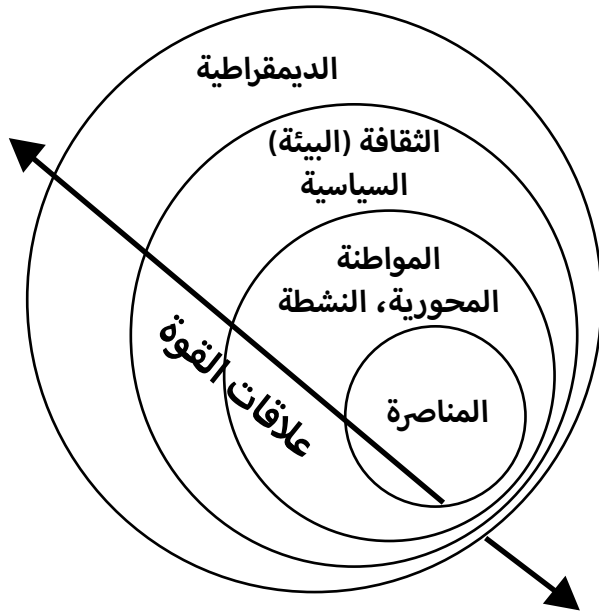 الديمقراطية
الثقافة (البيئة)
السياسية
المواطنة
المحورية، النشطة
المناصرة
علاقات القوة